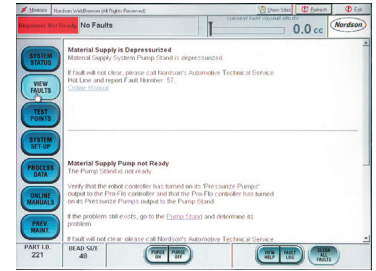 Nordson WebBrowser [All Rights Reserved]
Dispenser Not Ready No Faults
CURRENT PART VOLUME
0.0 cc
Nordson
SYSTEM STATUS
VIEW FAULTS
TEST POINTS
SYSTEM SET-UP
PROCESS DATA
ONLINE MANUALS
PREV. MAINT.
Material Supply is Depressurized
Material Supply System Pump Stand is depressurized.
If fault will not clear, please call Nordson's Automotive Technical Service
Hot Line and report Fault Number: 57,
Online Manual
Material Supply Pump not Ready
The Pump Stand is not ready.
Verify that the robot controller has turned on its 'Pressurize Pumps'
output to the Pro-Flo controller and that the Pro-Flo controller has turned
on its Pressurize Pumps output to the Pump Stand
If the problem still exists, go to the Pump Stand and determine its
problem.
If fault will not clear, please call Nordson's Automotive Technical Service
PART I.D.
221
BEAD SIZE
48
PURGE ON
PURGE OFF
VIEW HELP
FAULT LOG
CLEAR ALL FAULTS